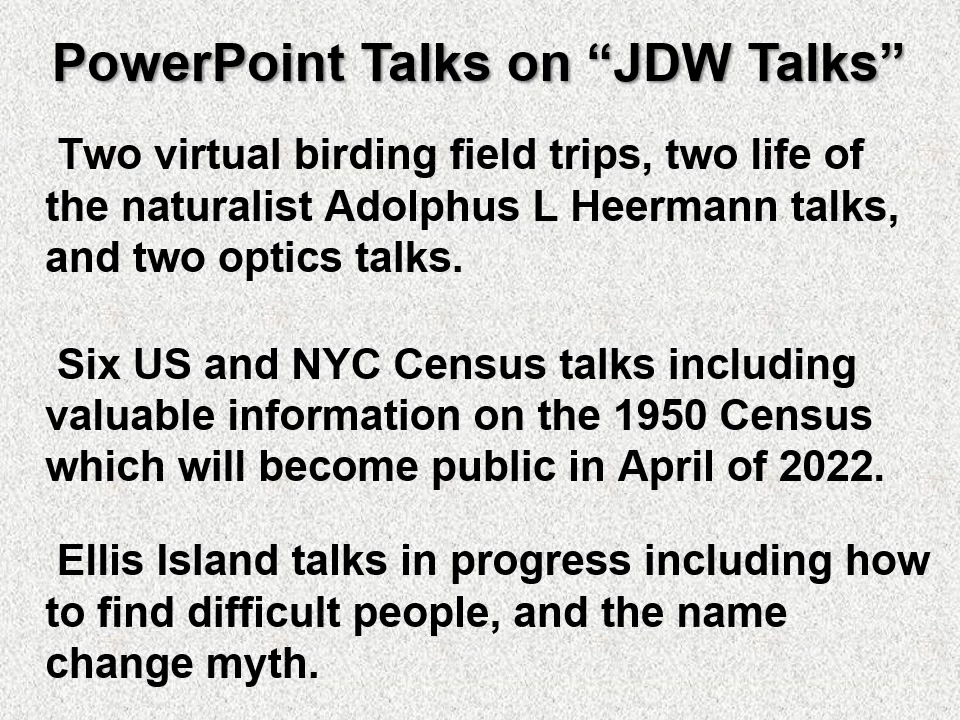 PowerPoint Talks on “JDW Talks”
Two virtual birding field trips, two life of
the naturalist Adolphus L Heermann talks,
and two optics talks.
Six US and NYC Census talks including
valuable information on the 1950 Census
which will become public in April of 2022.
Ellis Island talks in progress including how
to find difficult people, and the name
change myth.